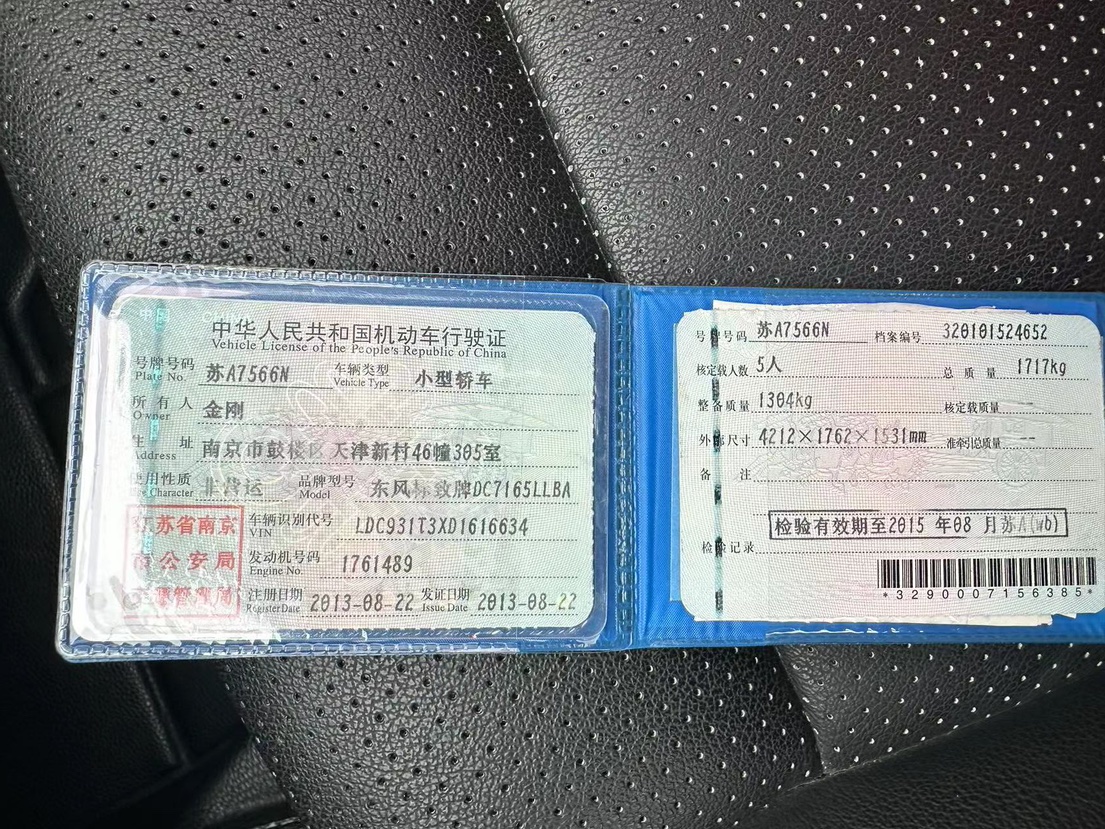 中华人民共和国机动车行驶证
Vehicle License of the People's Republic of China
号牌号码 苏A7566N 车辆类型 小型轿车
Plate No Vehicle Type
所有人 金刚
Owner
住址 南京市鼓楼区天津新村46幢305室
Address
使用性质 非营运 品牌型号 东风标致牌DC7165LLBA
Character Model
江苏省南京
市公安局
车辆识别代号 LDC931T3XD1616634
VIN
发动机号码 1761489
Engine No
注册日期 2013-08-22 发证日期 2013-08-22
Register Date Issue Date
号牌号码 苏A7566N 档案编号 320101524652
核定载人数 5人 总质量 1717kg
整备质量 1304kg 核定载质量 --
外廓尺寸 4212×1762×1531mm 准牵引总质量 --
备注
检验有效期至2015年08月苏A(wb)
检验记录
*3290007156385*